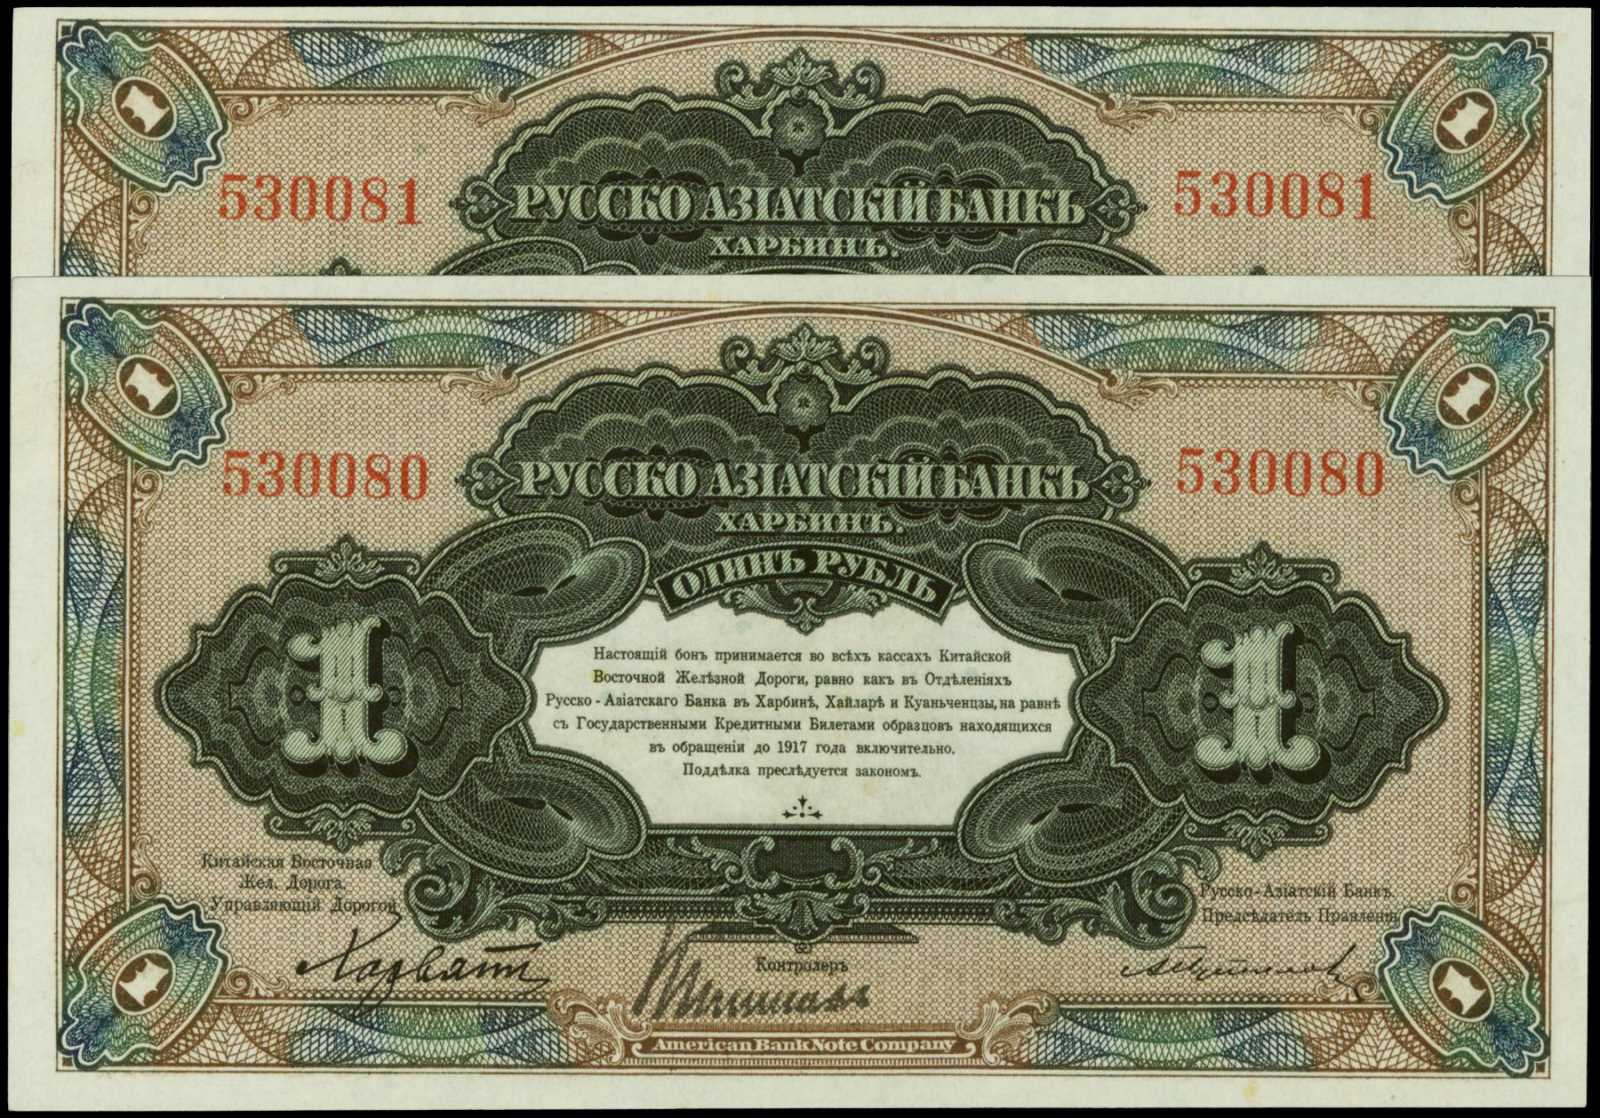 530081 530081
РУССКО АЗІАТСКІЙ БАНКЪ
ХАРБИНЪ.
530080 530080
РУССКО АЗІАТСКІЙ БАНКЪ
ХАРБИНЪ.
ОДИНЪ РУБЛЬ
1 1
Настоящій бонъ принимается во всѣхъ кассахъ Китайской
Восточной Желѣзной Дороги, равно какъ въ Отдѣленіяхъ
Русско-Азіатскаго Банка въ Харбинѣ, Хайларѣ и Куаньченцзы, на равнѣ
съ Государственными Кредитными Билетами образцовъ находящихся
въ обращеніи до 1917 года включительно.
Поддѣлка преслѣдуется закономъ.
Китайская Восточная
Жел. Дорога.
Управляющій Дорогой
Хорватъ
Контролеръ
Русско-Азіатскій Банкъ.
Предсѣдатель Правленія
American Bank Note Company